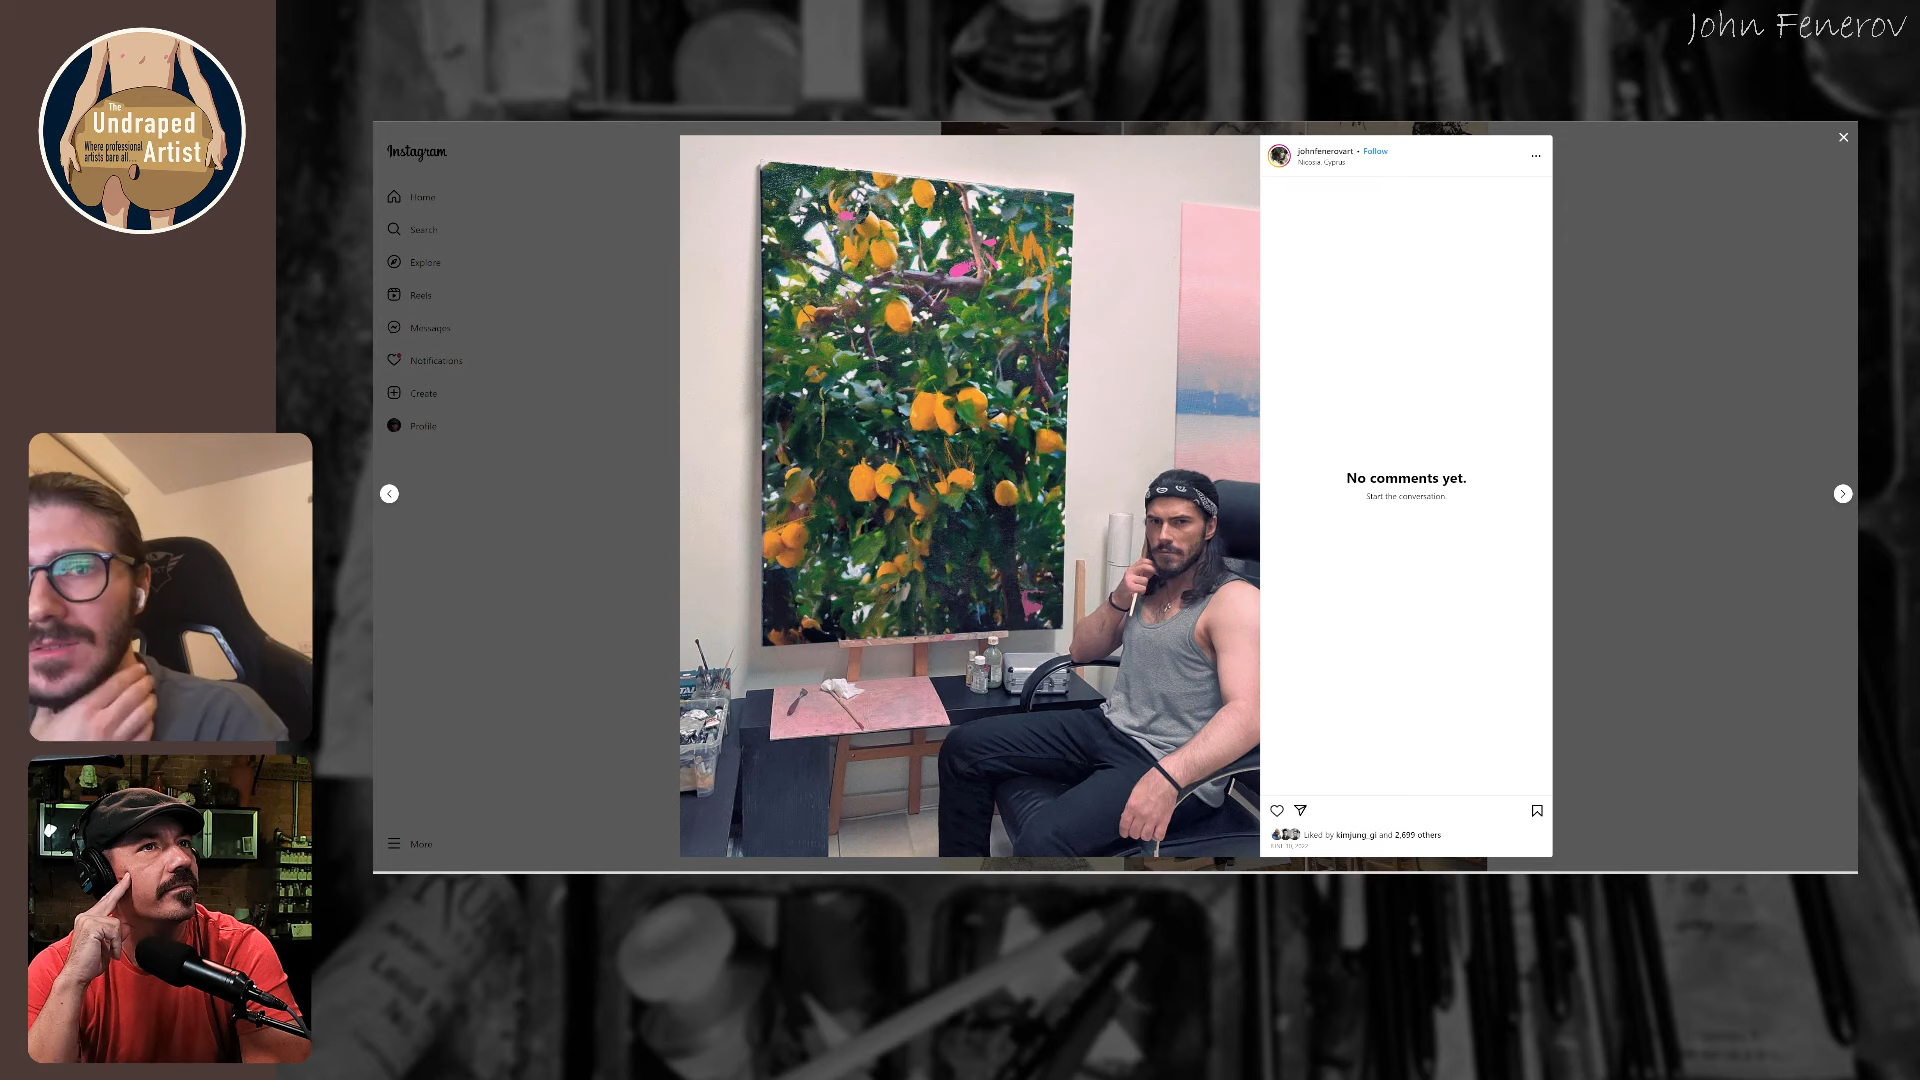 John Fenerov
The
Undraped
Where professional
artists bare all....
Artist
Instagram
Home
Search
Explore
Reels
Messages
Notifications
Create
Profile
More
johnfenerovart • Follow
Nicosia, Cyprus
No comments yet.
Start the conversation.
Liked by kimjung_gi and 2,699 others